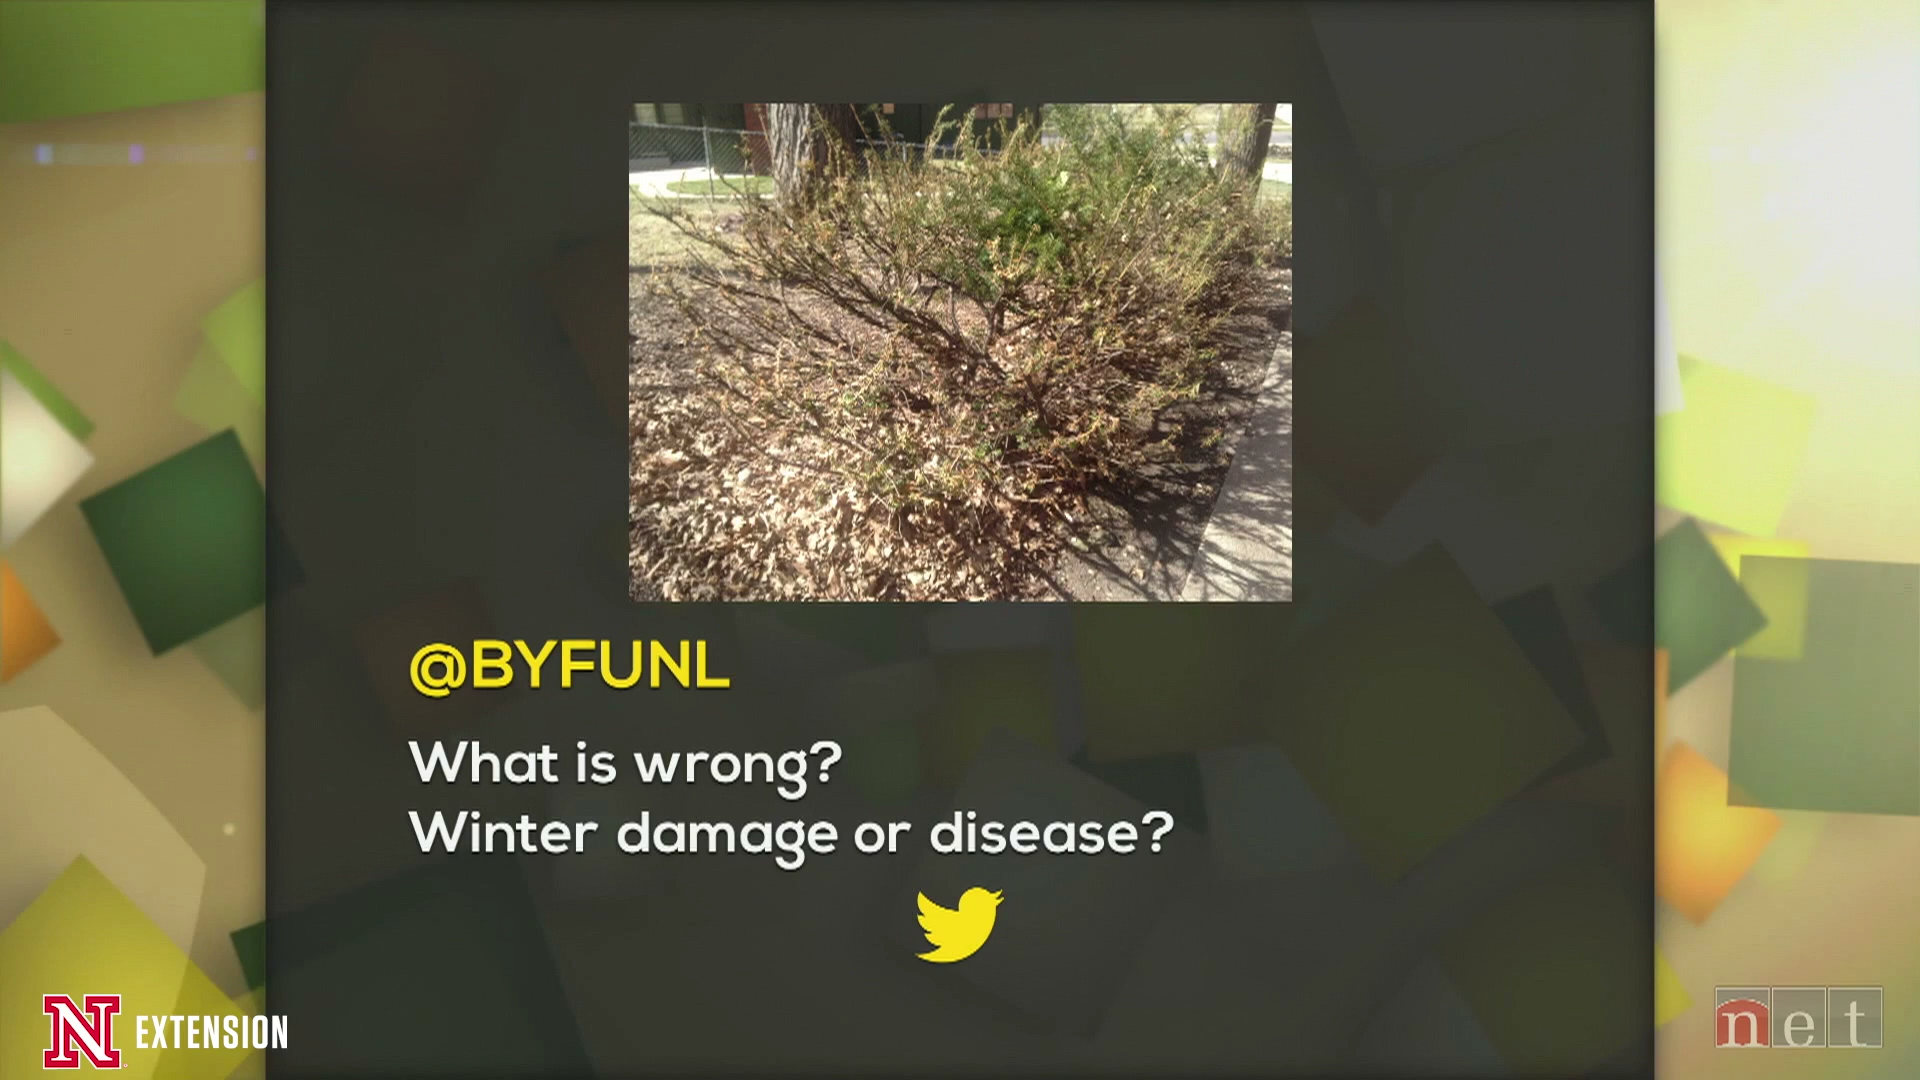 @BYFUNL
What is wrong?
Winter damage or disease?
N EXTENSION
net